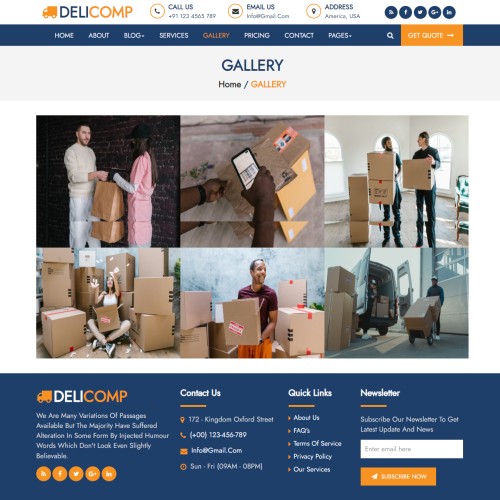 DELICOMP
CALL US
+91 123 4565 789
EMAIL US
Info@Gmail.Com
ADDRESS
America, USA
HOME ABOUT BLOG SERVICES GALLERY PRICING CONTACT PAGES GET QUOTE
GALLERY
Home / GALLERY
DELICOMP
We Are Many Variations Of Passages
Available But The Majority Have Suffered
Alteration In Some Form By Injected Humour
Words Which Don't Look Even Slightly
Believable.
Contact Us
172 - Kingdom Oxford Street
(+00) 123-456-789
Info@Gmail.Com
Sun - Fri (09AM - 08PM)
Quick Links
About Us
FAQ's
Terms Of Service
Privacy Policy
Our Services
Newsletter
Subscribe Our Newsletter To Get
Latest Update And News
Enter email here
SUBSCRIBE NOW